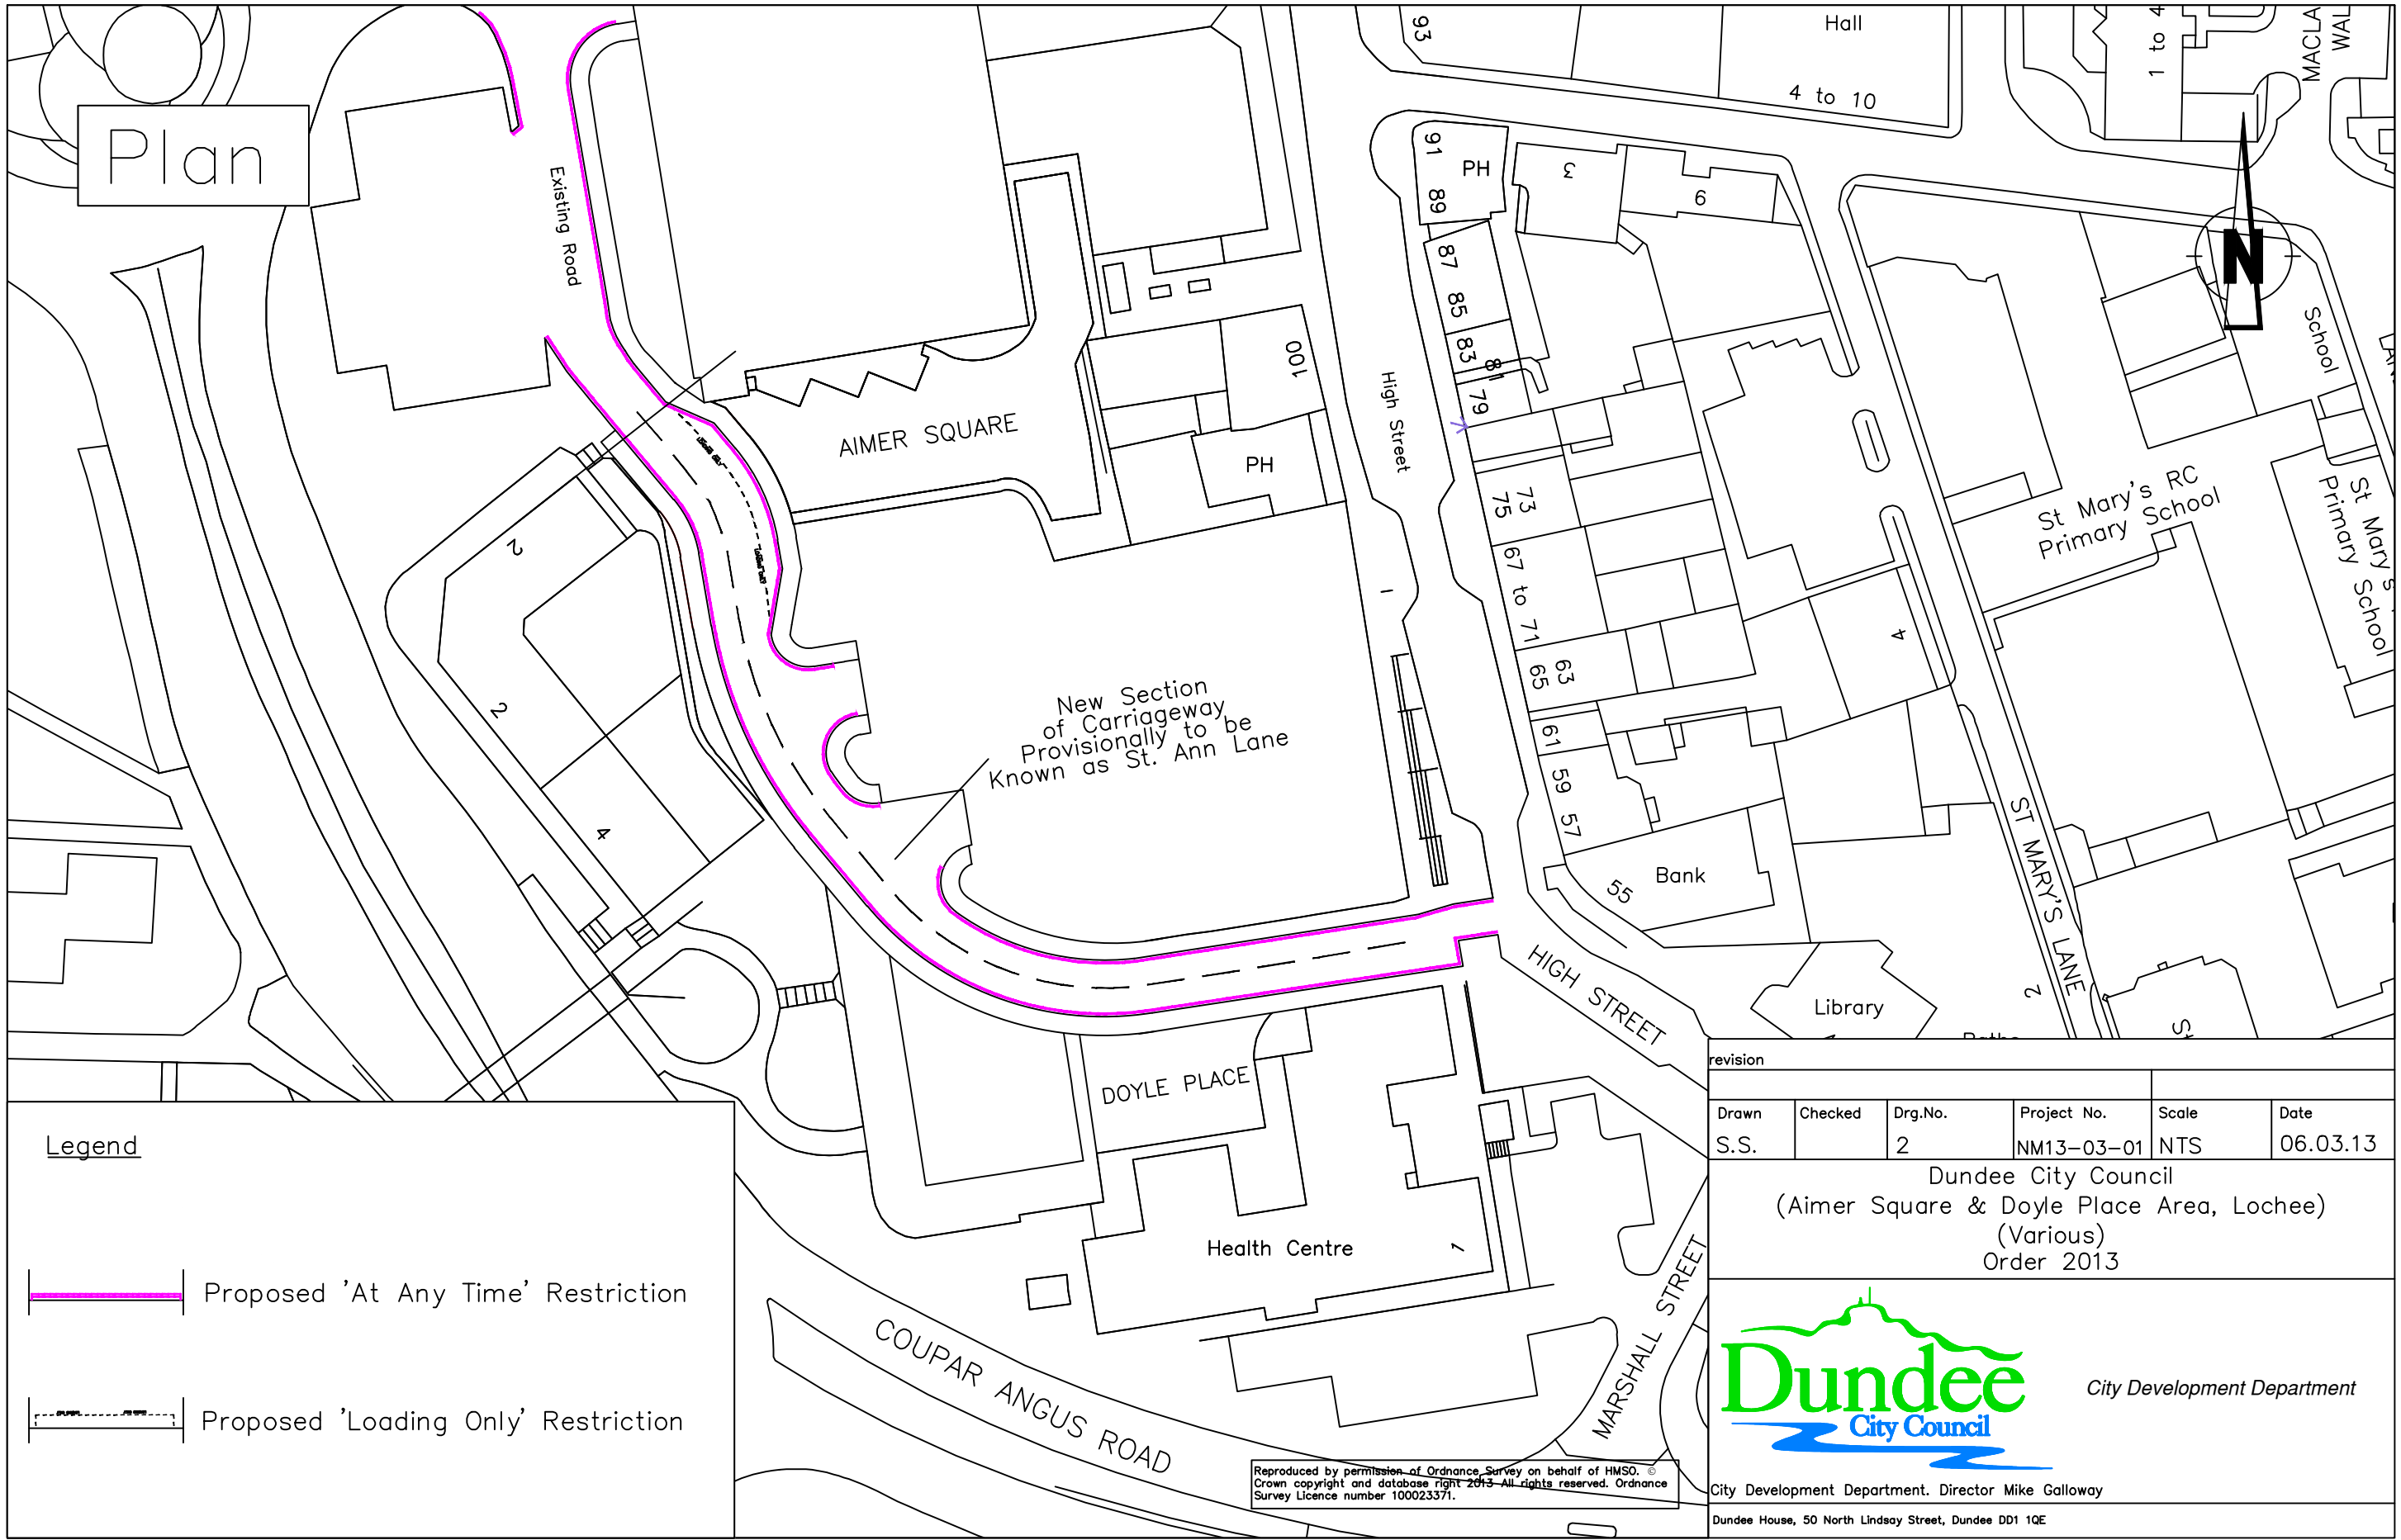 Plan
Existing Road
AIMER SQUARE
100
PH
High Street
93
Hall
4 to 10
1 to 4
MACLA
WAL
91
PH
89
3
9
87
85
83
81
79
73
75
67 to 71
63
65
61
59
57
55
Bank
1
4
N
School
St Mary's RC
Primary School
St Mary's
Primary School
ST MARY'S LANE
2
2
2
4
New Section
of Carriageway
Provisionally to be
Known as St. Ann Lane
HIGH STREET
Library
St
DOYLE PLACE
Health Centre
1
COUPAR ANGUS ROAD
MARSHALL STREET
Legend
Proposed 'At Any Time' Restriction
Proposed 'Loading Only' Restriction
Reproduced by permission of Ordnance Survey on behalf of HMSO. ©
Crown copyright and database right 2013 All rights reserved. Ordnance
Survey Licence number 100023371.
revision
Drawn Checked Drg.No. Project No. Scale Date
S.S. 2 NM13-03-01 NTS 06.03.13
Dundee City Council
(Aimer Square & Doyle Place Area, Lochee)
(Various)
Order 2013
Dundee
City Council
City Development Department
City Development Department. Director Mike Galloway
Dundee House, 50 North Lindsay Street, Dundee DD1 1QE